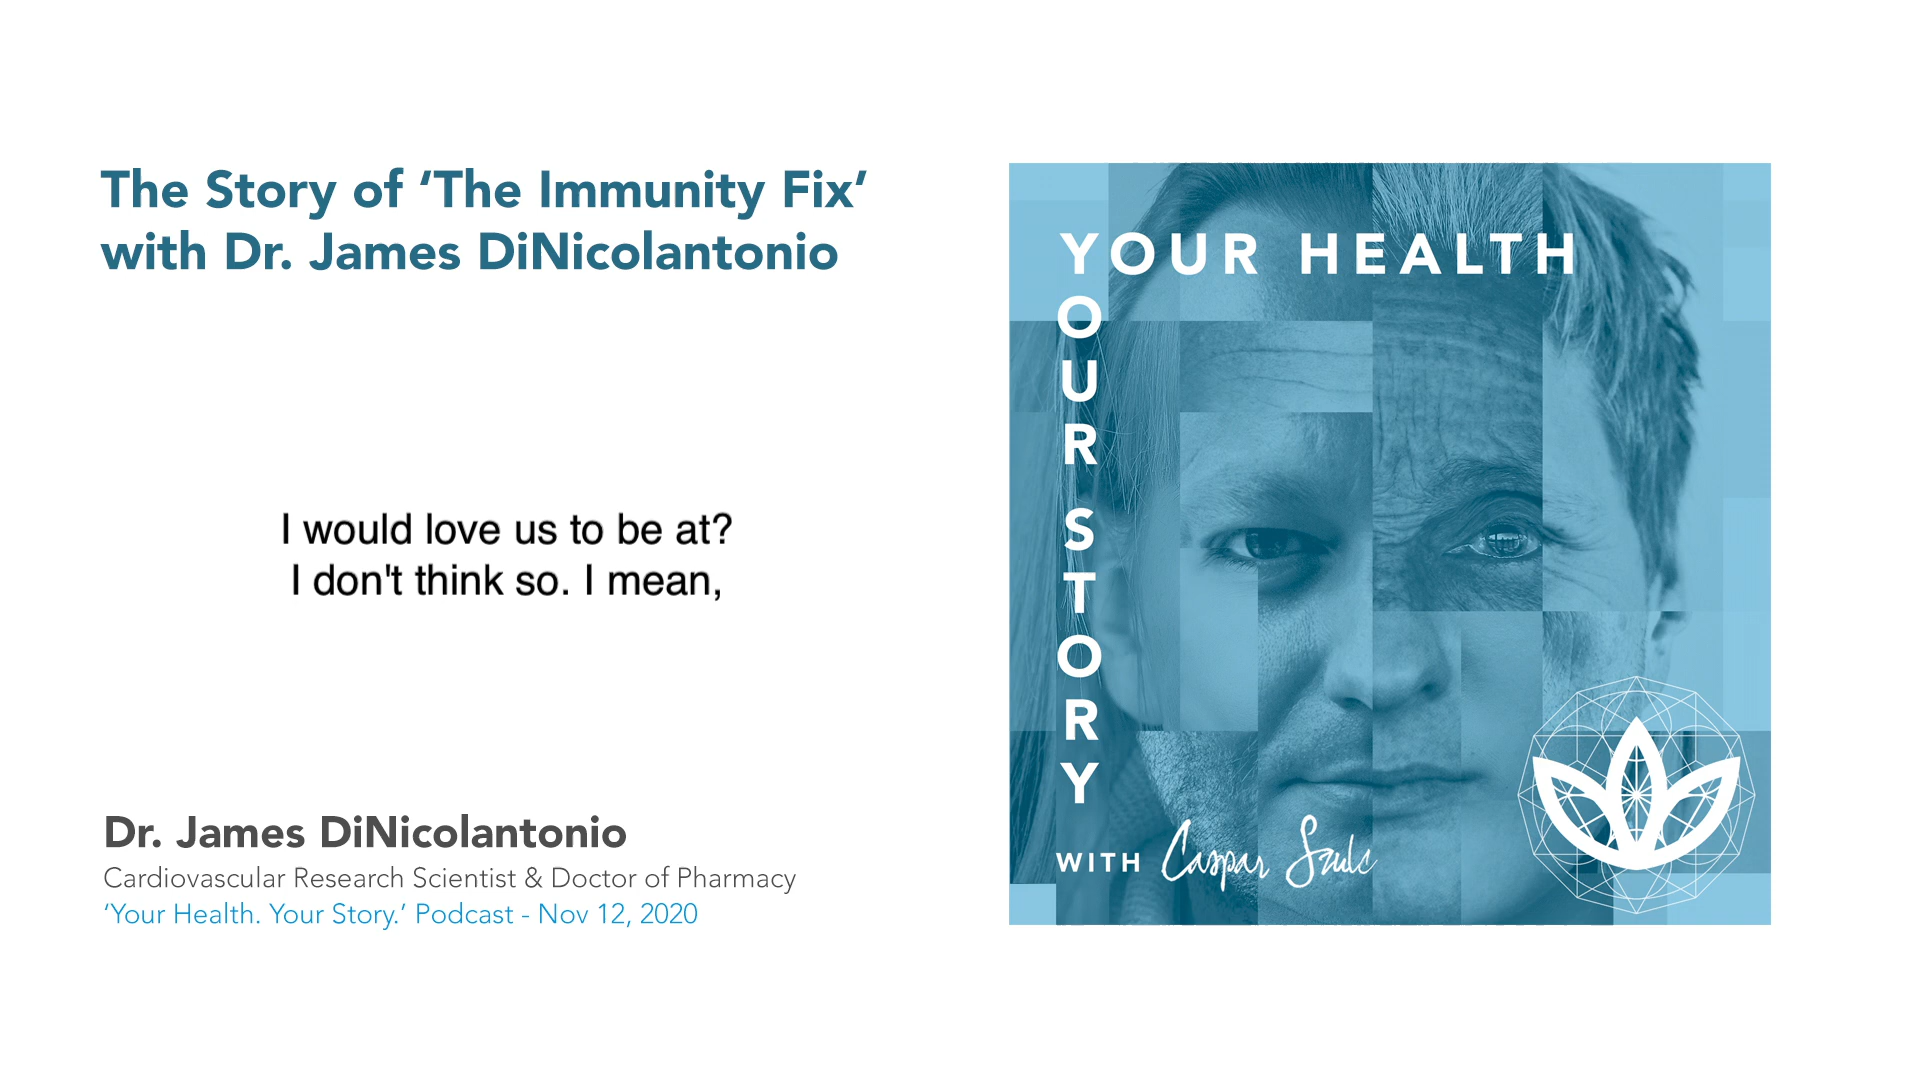 The Story of ‘The Immunity Fix’
with Dr. James DiNicolantonio
I would love us to be at?
I don't think so. I mean,
Dr. James DiNicolantonio
Cardiovascular Research Scientist & Doctor of Pharmacy
‘Your Health. Your Story.’ Podcast - Nov 12, 2020
YOUR HEALTH
YOUR STORY
WITH Caspar Szulc